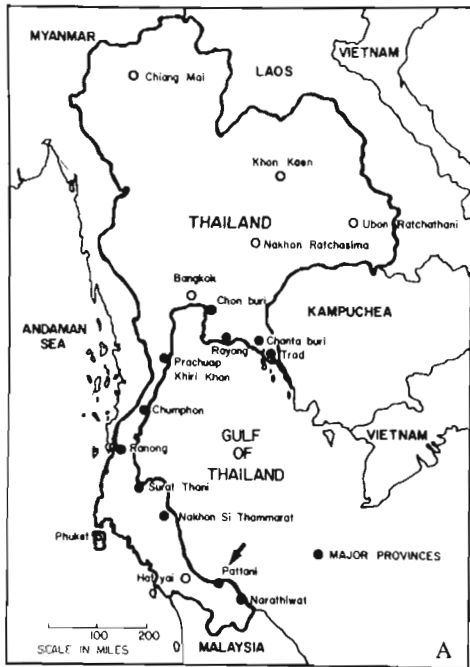 MYANMAR
VIETNAM
LAOS
Chiang Mai
Khon Kaen
THAILAND
Ubon Ratchathani
Nakhon Ratchasima
Bangkok
Chon buri
KAMPUCHEA
ANDAMAN
SEA
Rayong
Chanta buri
Trad
Prachuap
Khiri Khan
Chumphon
VIETNAM
GULF
OF
THAILAND
Ranong
Surat Thani
Nakhon Si Thammarat
Phuket
MAJOR PROVINCES
Hat yai
Pattani
Narathiwat
100 200
SCALE IN MILES
MALAYSIA
A